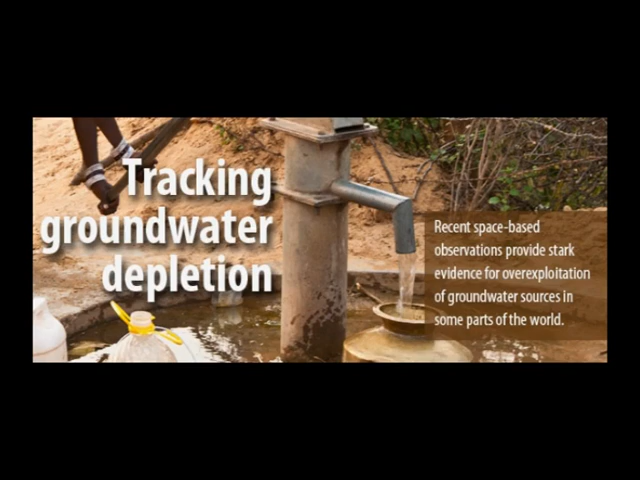 Tracking
groundwater
depletion
Recent space-based
observations provide stark
evidence for overexploitation
of groundwater sources in
some parts of the world.